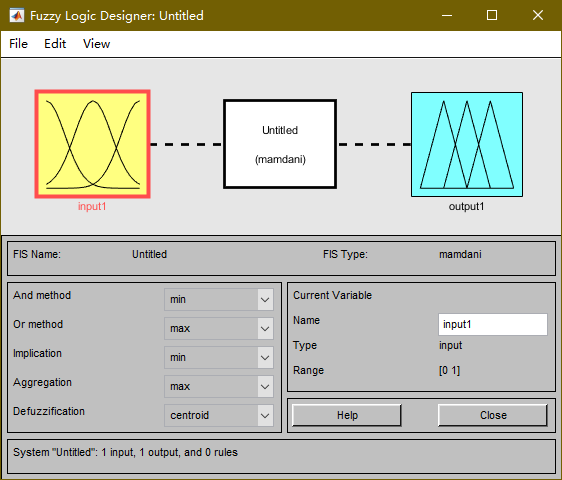 Fuzzy Logic Designer: Untitled
File Edit View
Untitled
(mamdani)
input1
output1
FIS Name: Untitled FIS Type: mamdani
And method min
Or method max
Implication min
Aggregation max
Defuzzification centroid
Current Variable
Name input1
Type input
Range [0 1]
Help Close
System "Untitled": 1 input, 1 output, and 0 rules